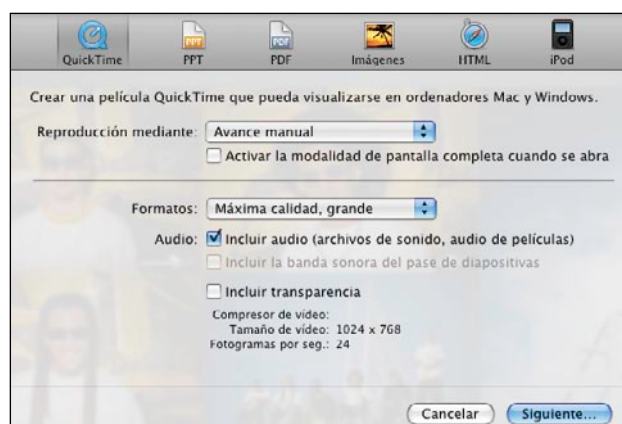 QuickTime PPT PDF Imágenes HTML iPod
Crear una película QuickTime que pueda visualizarse en ordenadores Mac y Windows.
Reproducción mediante: Avance manual
Activar la modalidad de pantalla completa cuando se abra
Formatos: Máxima calidad, grande
Audio: Incluir audio (archivos de sonido, audio de películas)
Incluir la banda sonora del pase de diapositivas
Incluir transparencia
Compresor de vídeo:
Tamaño de vídeo: 1024 x 768
Fotogramas por seg.: 24
Cancelar Siguiente...